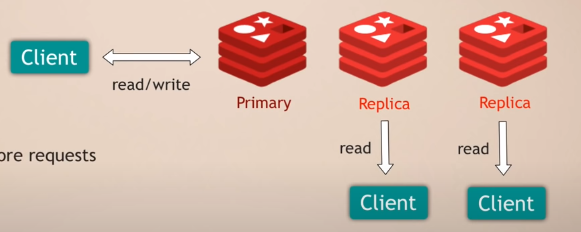 Client
read/write
Primary
Replica
Replica
ore requests
read
read
Client
Client